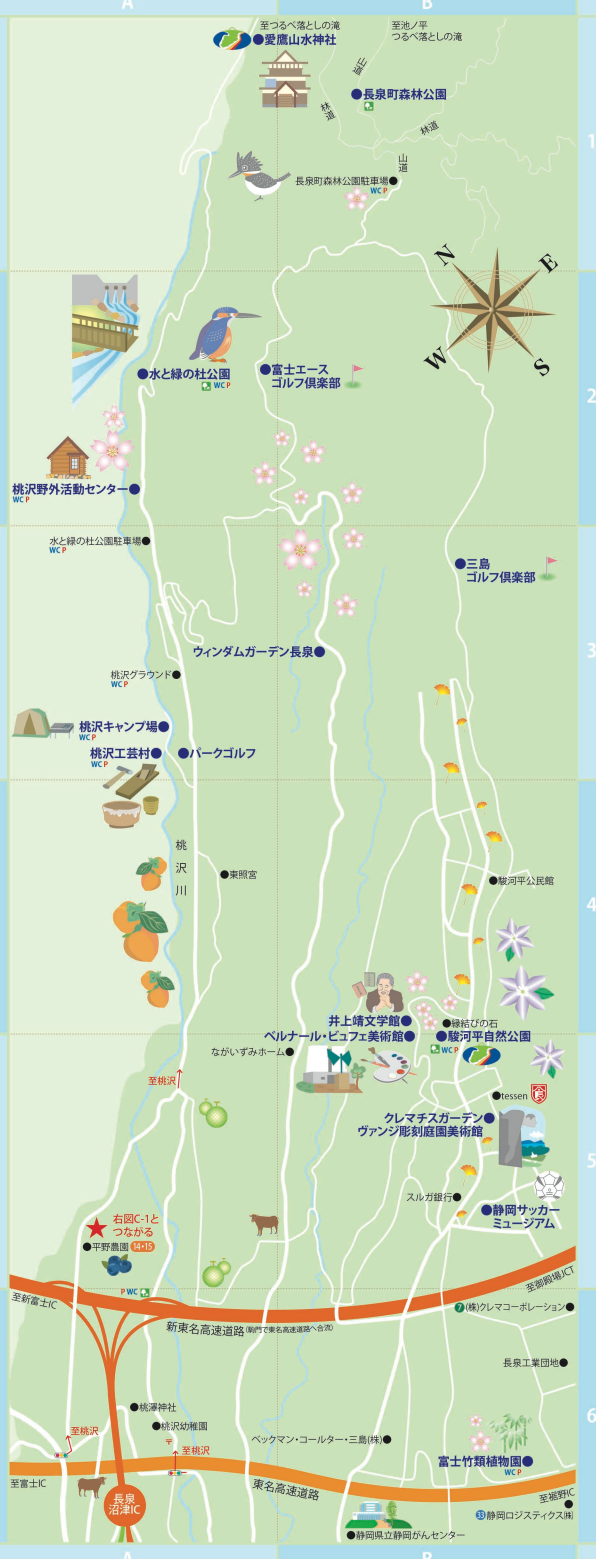 A
B
至つるべ落としの滝
愛鷹山水神社
至池ノ平
つるべ落としの滝
山道
林道
長泉町森林公園
林道
1
山道
長泉町森林公園駐車場
WC P
N
E
W
S
水と緑の杜公園
WC P
富士エース
ゴルフ倶楽部
2
桃沢野外活動センター
WC P
水と緑の杜公園駐車場
WC P
三島
ゴルフ倶楽部
ウィンダムガーデン長泉
3
桃沢グラウンド
WC P
桃沢キャンプ場
WC P
桃沢工芸村
WC P
パークゴルフ
桃沢川
東照宮
駿河平公民館
4
井上靖文学館
縁結びの石
ベルナール・ビュフェ美術館
駿河平自然公園
WC P
ながいずみホーム
至桃沢
tessen
クレマチスガーデン
ヴァンジ彫刻庭園美術館
5
スルガ銀行
静岡サッカー
ミュージアム
右図C-1と
つながる
平野農園 14・15
P WC
至新富士IC
至御殿場JCT
新東名高速道路(駒門で東名高速道路へ合流)
7 (株)クレマコーポレーション
長泉工業団地
桃澤神社
桃沢幼稚園
至桃沢
〒
至桃沢
ベックマン・コールター・三島(株)
6
富士竹類植物園
WC P
至富士IC
東名高速道路
至裾野IC
長泉
沼津IC
33 静岡ロジスティクス(株)
静岡県立静岡がんセンター
A
B